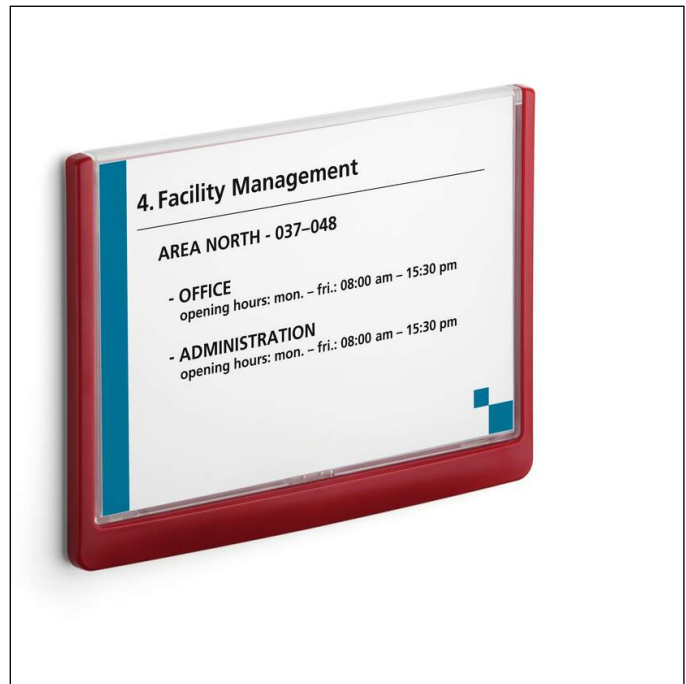 4. Facility Management
AREA NORTH - 037–048
- OFFICE
opening hours: mon. – fri.: 08:00 am – 15:30 pm
- ADMINISTRATION
opening hours: mon. – fri.: 08:00 am – 15:30 pm